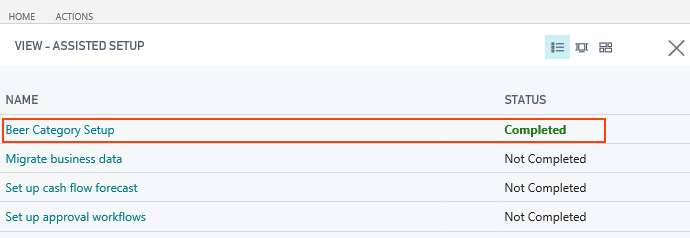 HOME ACTIONS
VIEW - ASSISTED SETUP
NAME STATUS
Beer Category Setup Completed
Migrate business data Not Completed
Set up cash flow forecast Not Completed
Set up approval workflows Not Completed